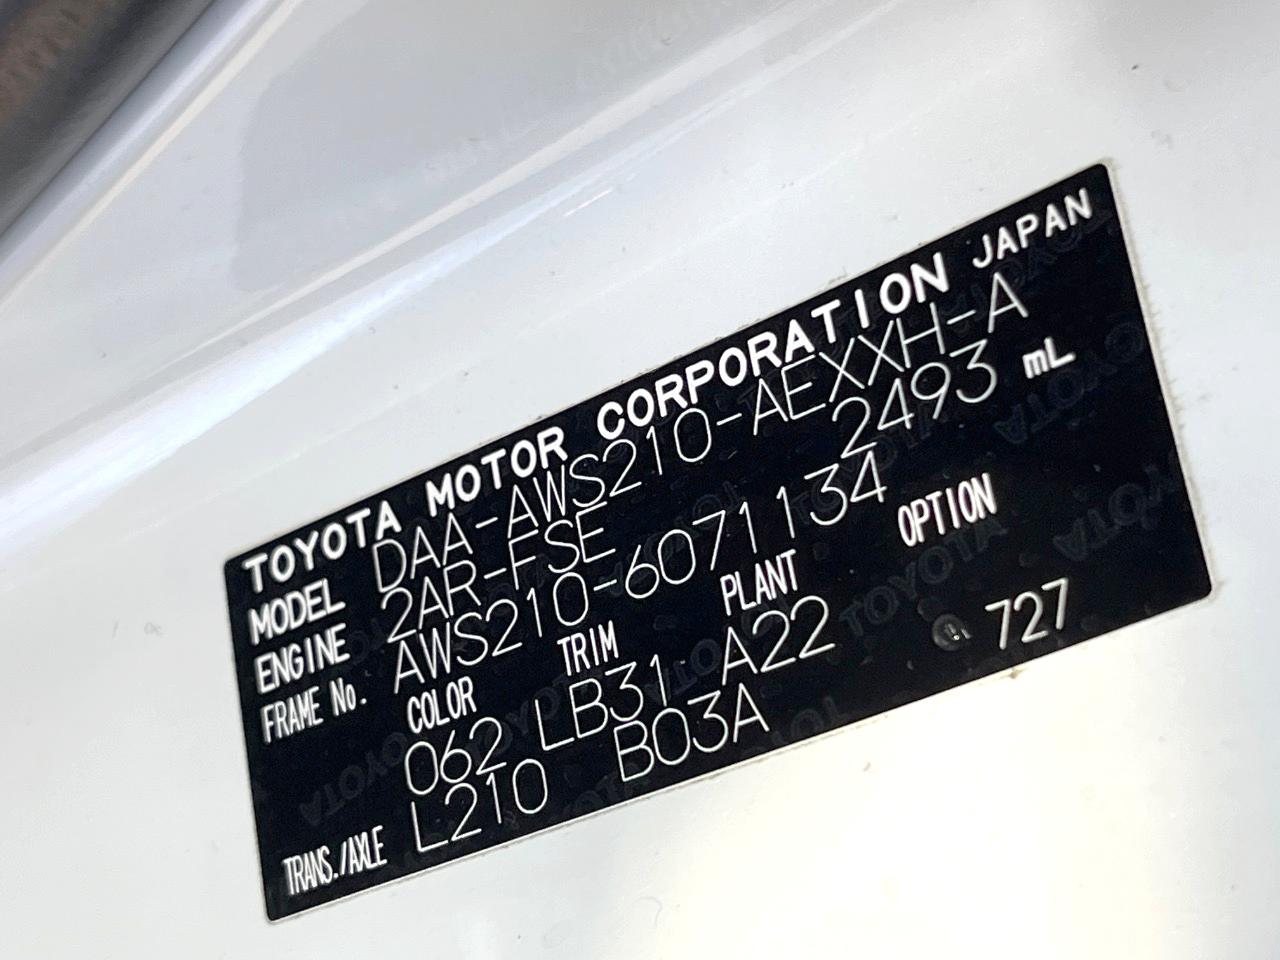 TOYOTA MOTOR CORPORATION JAPAN
MODEL DAA-AWS210-AEXXH-A
ENGINE 2AR-FSE 2493 mL
FRAME No. AWS210-6071134
COLOR TRIM PLANT OPTION
062 LB31 A22 727
TRANS./AXLE L210 B03A